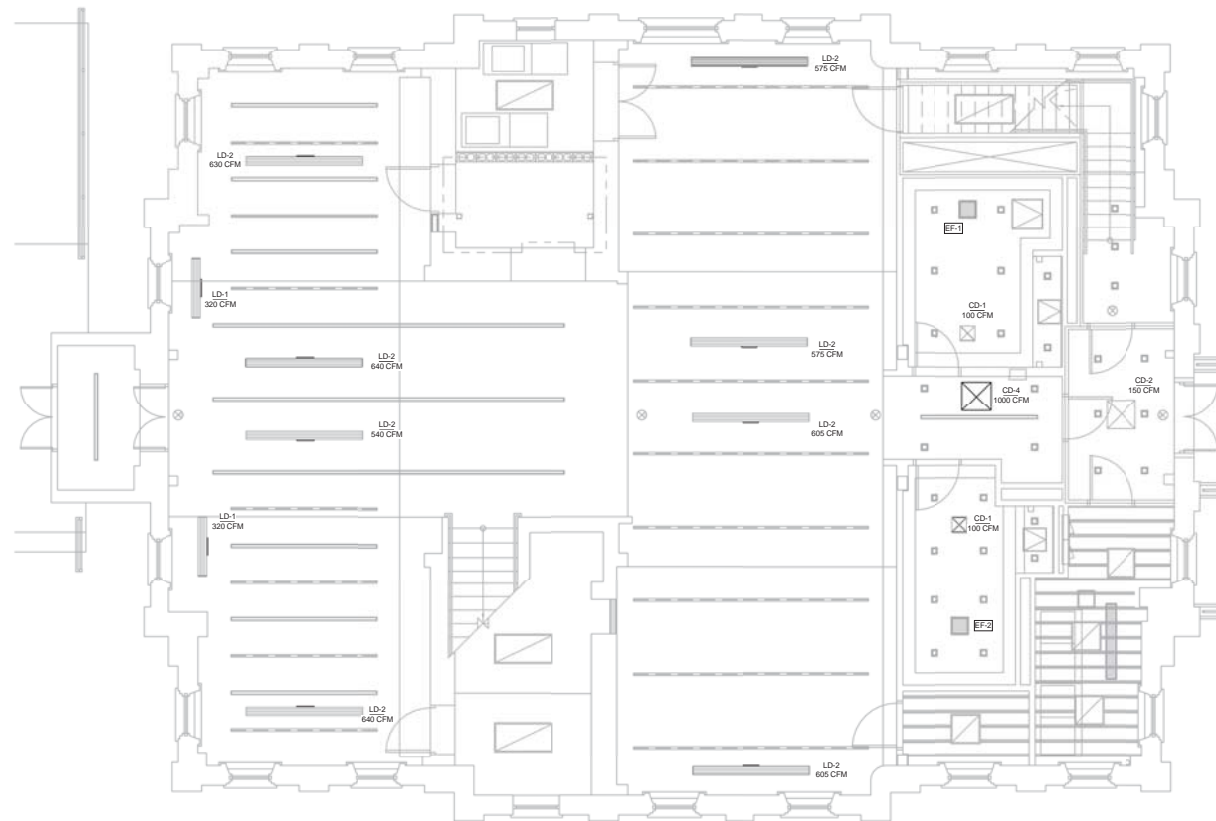 LD-2
575 CFM
LD-2
630 CFM
EF-1
LD-1
320 CFM
CD-1
100 CFM
LD-2
575 CFM
LD-2
640 CFM
CD-4
1000 CFM
CD-2
150 CFM
LD-2
540 CFM
LD-2
605 CFM
LD-1
320 CFM
CD-1
100 CFM
EF-2
LD-2
640 CFM
LD-2
605 CFM